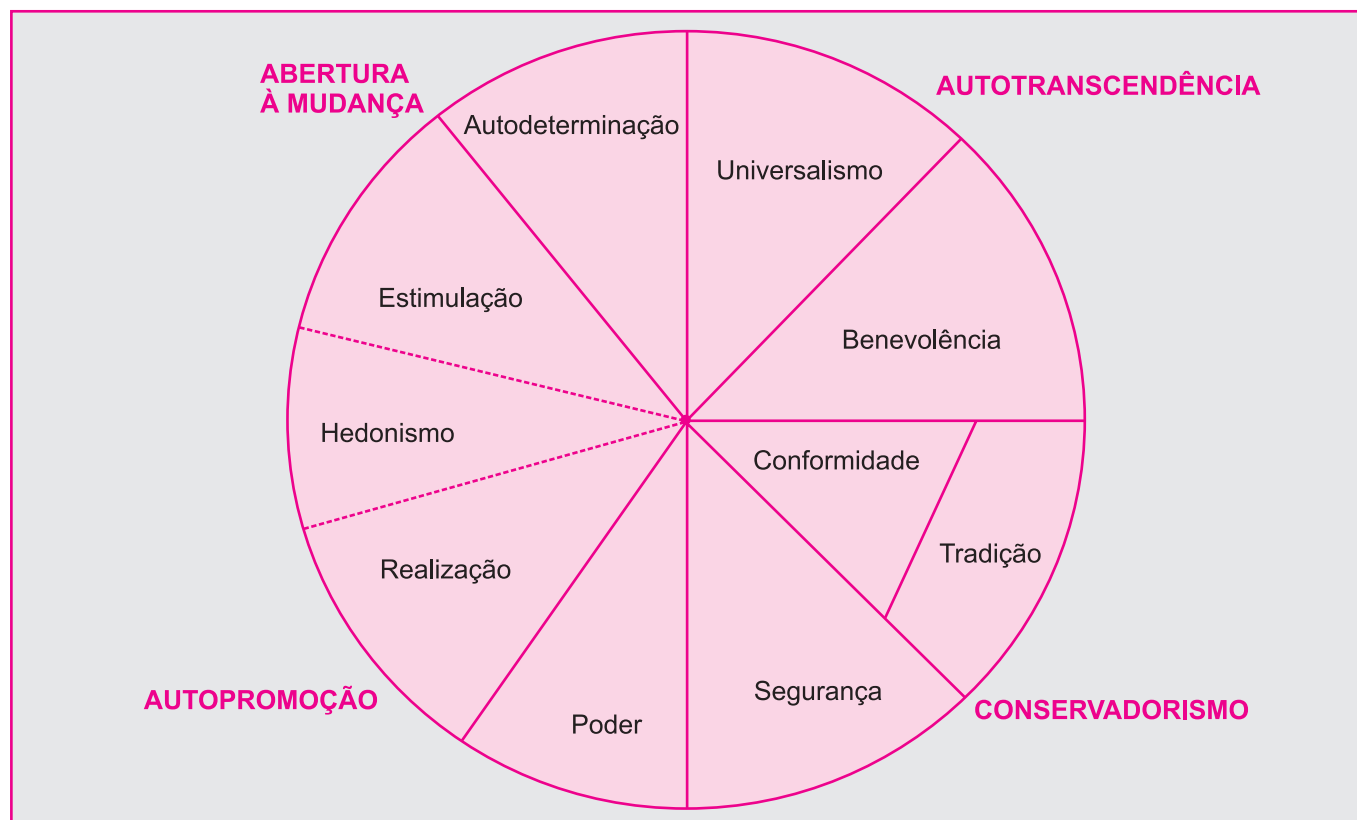 ABERTURA
À MUDANÇA
AUTOTRANSCENDÊNCIA
Autodeterminação
Universalismo
Estimulação
Benevolência
Hedonismo
Conformidade
Realização
Tradição
AUTOPROMOÇÃO
Poder
Segurança
CONSERVADORISMO